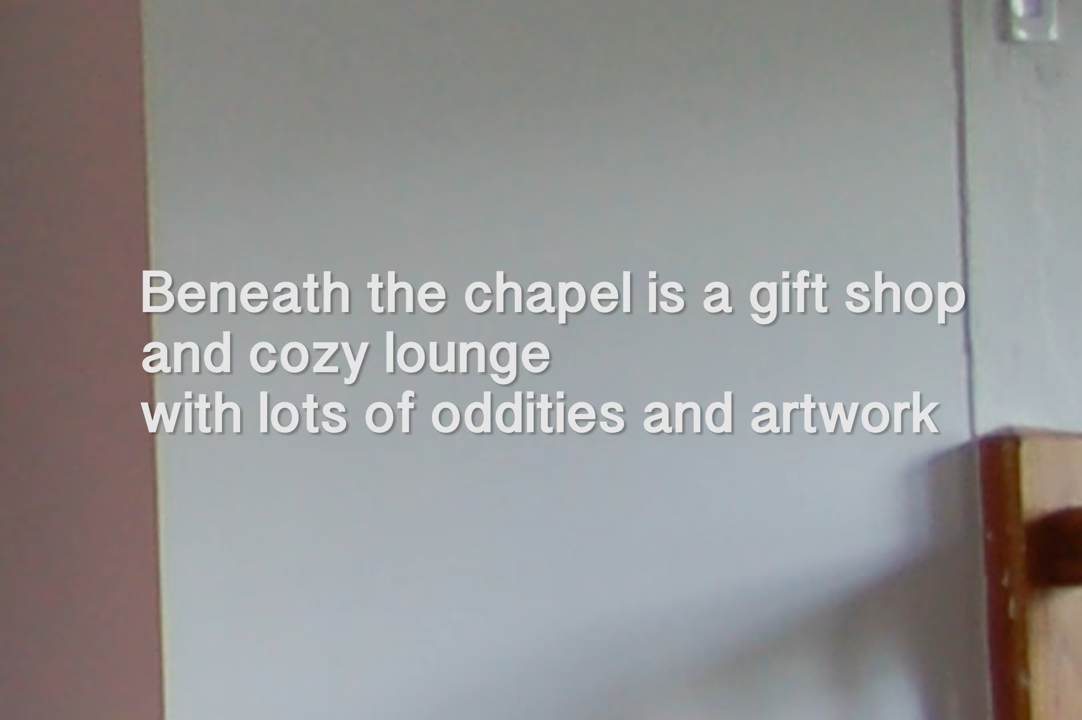 Beneath the chapel is a gift shop
and cozy lounge
with lots of oddities and artwork